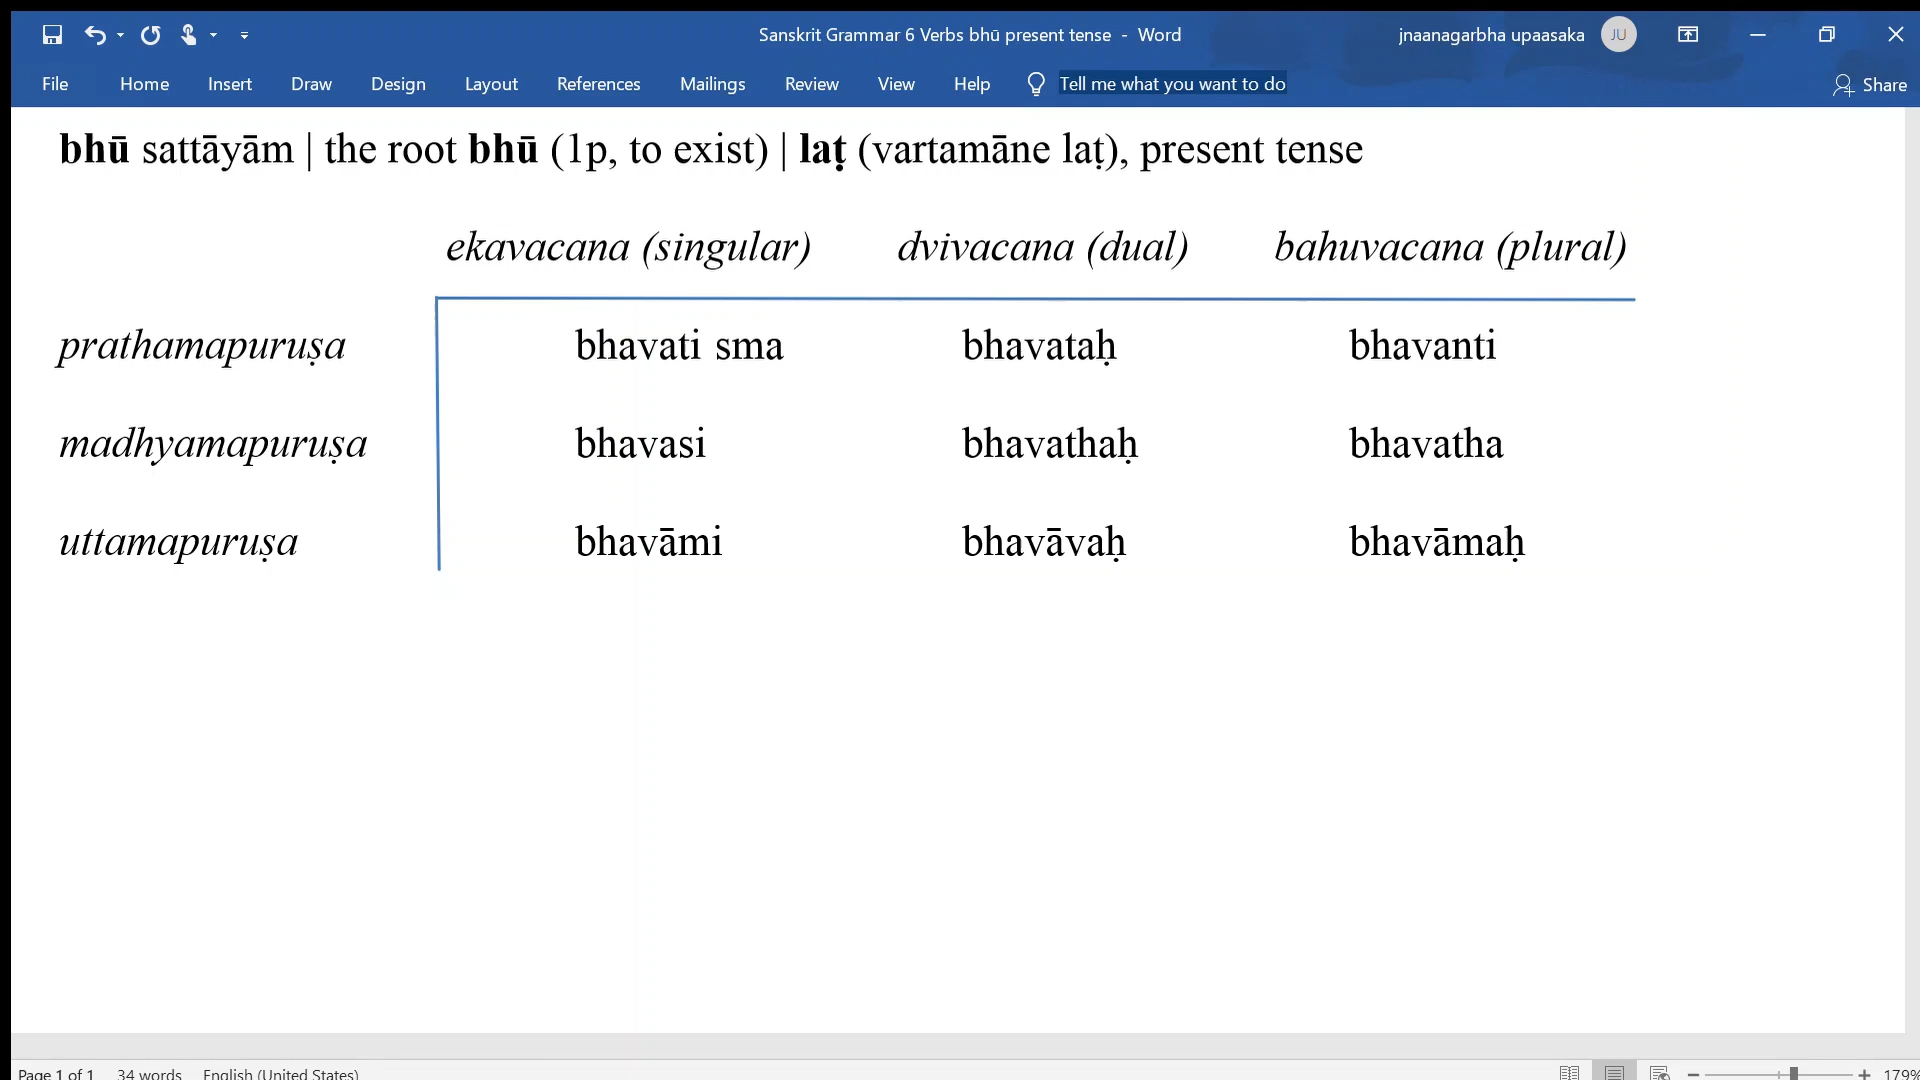 Sanskrit Grammar 6 Verbs bhū present tense - Word
jnaanagarbha upaasaka JU
File Home Insert Draw Design Layout References Mailings Review View Help Tell me what you want to do Share
bhū sattāyām | the root bhū (1p, to exist) | laṭ (vartamāne laṭ), present tense
ekavacana (singular) dvivacana (dual) bahuvacana (plural)
prathamapuruṣa bhavati sma bhavataḥ bhavanti
madhyamapuruṣa bhavasi bhavathaḥ bhavatha
uttamapuruṣa bhavāmi bhavāvaḥ bhavāmaḥ
Page 1 of 1 34 words English (United States) 179%